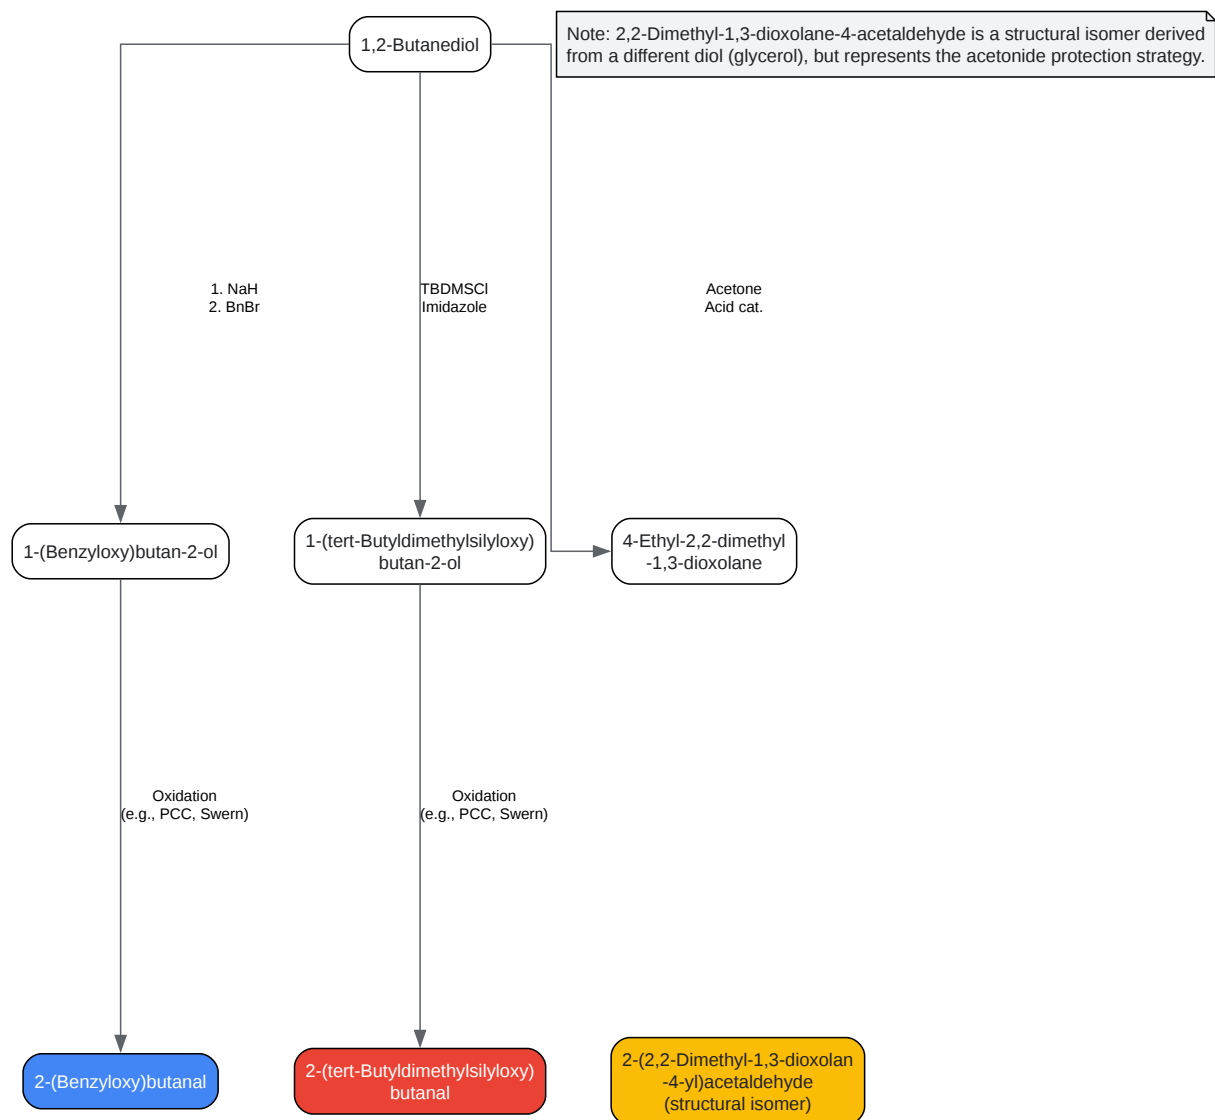 1,2-Butanediol
Note: 2,2-Dimethyl-1,3-dioxolane-4-acetaldehyde is a structural isomer derived
from a different diol (glycerol), but represents the acetonide protection strategy.
1. NaH
2. BnBr
TBDMSCl
Imidazole
Acetone
Acid cat.
1-(Benzyloxy)butan-2-ol
1-(tert-Butyldimethylsilyloxy)
butan-2-ol
4-Ethyl-2,2-dimethyl
-1,3-dioxolane
Oxidation
(e.g., PCC, Swern)
Oxidation
(e.g., PCC, Swern)
2-(Benzyloxy)butanal
2-(tert-Butyldimethylsilyloxy)
butanal
2-(2,2-Dimethyl-1,3-dioxolan
-4-yl)acetaldehyde
(structural isomer)